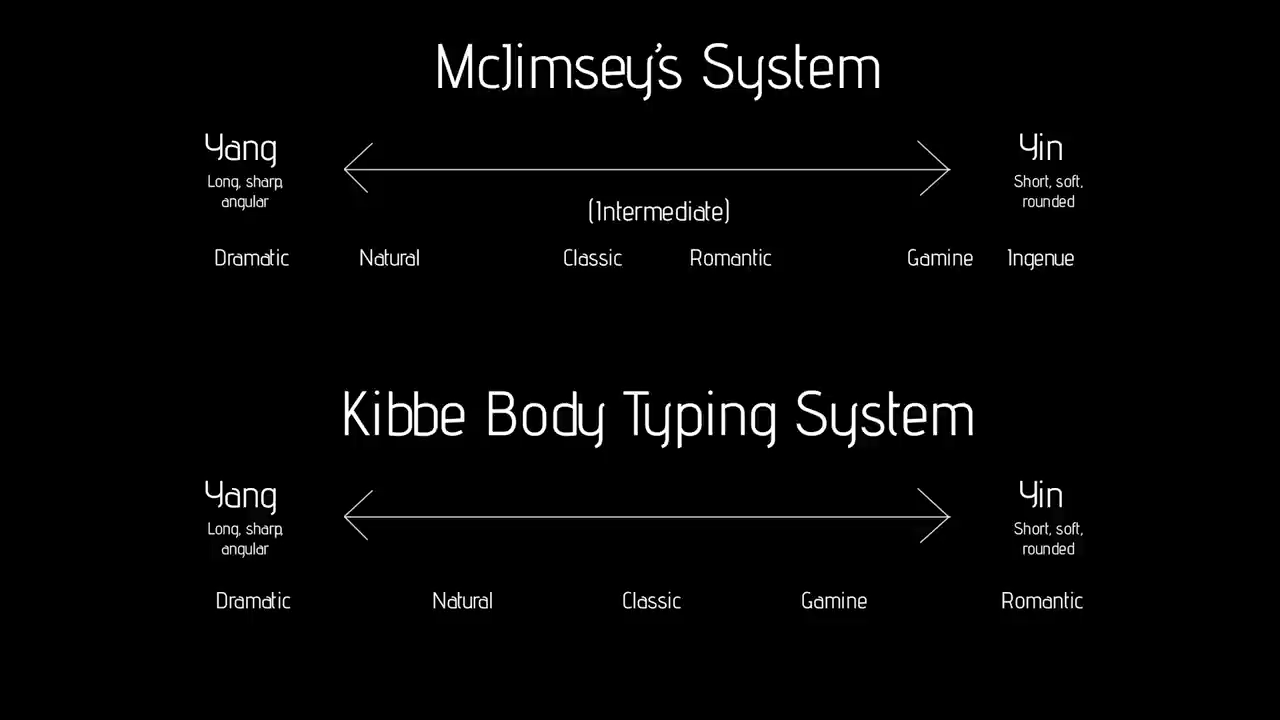 McJimsey's System
Yang
Yin
Long, sharp,
angular
Short, soft,
rounded
(Intermediate)
Dramatic Natural Classic Romantic Gamine Ingenue
Kibbe Body Typing System
Yang
Yin
Long, sharp,
angular
Short, soft,
rounded
Dramatic Natural Classic Gamine Romantic